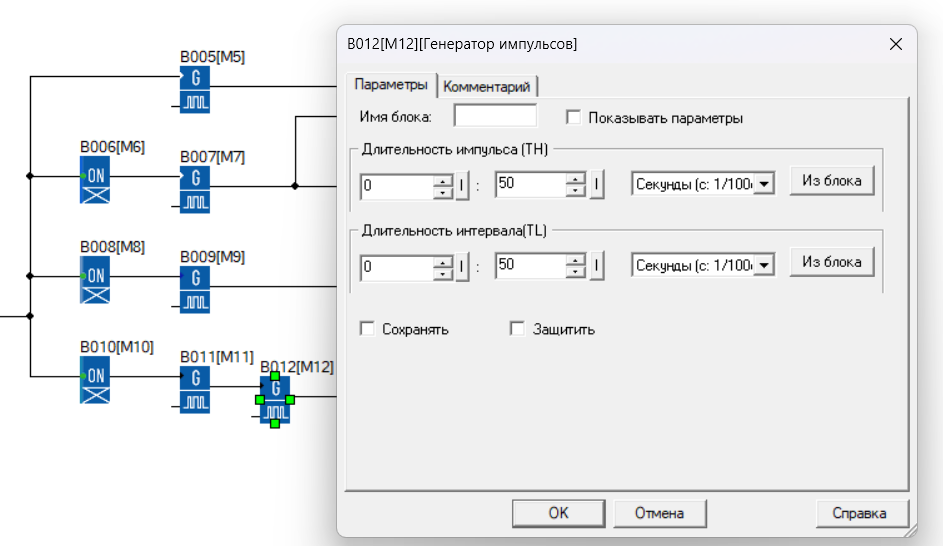 B005[M5]
G
B006[M6]
ON
B007[M7]
G
B008[M8]
ON
B009[M9]
G
B010[M10]
ON
B011[M11]
G
B012[M12]
G
B012[M12][Генератор импульсов]
Параметры Комментарий
Имя блока: Показывать параметры
Длительность импульса (TH)
0 : 50 Секунды (с: 1/100 Из блока
Длительность интервала(TL)
0 : 50 Секунды (с: 1/100 Из блока
Сохранять Защитить
OK Отмена Справка